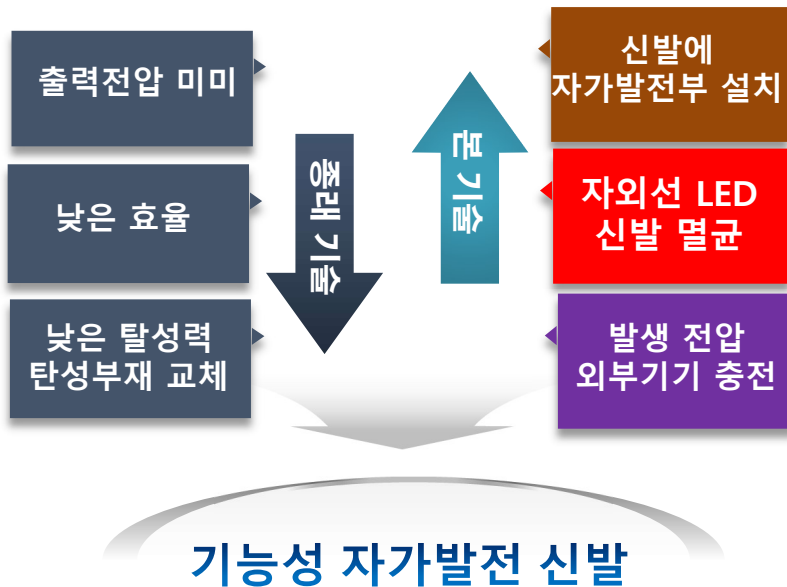 출력전압 미미
낮은 효율
낮은 탈성력
탄성부재 교체
종래 기술
본 기술
신발에
자가발전부 설치
자외선 LED
신발 멸균
발생 전압
외부기기 충전
기능성 자가발전 신발